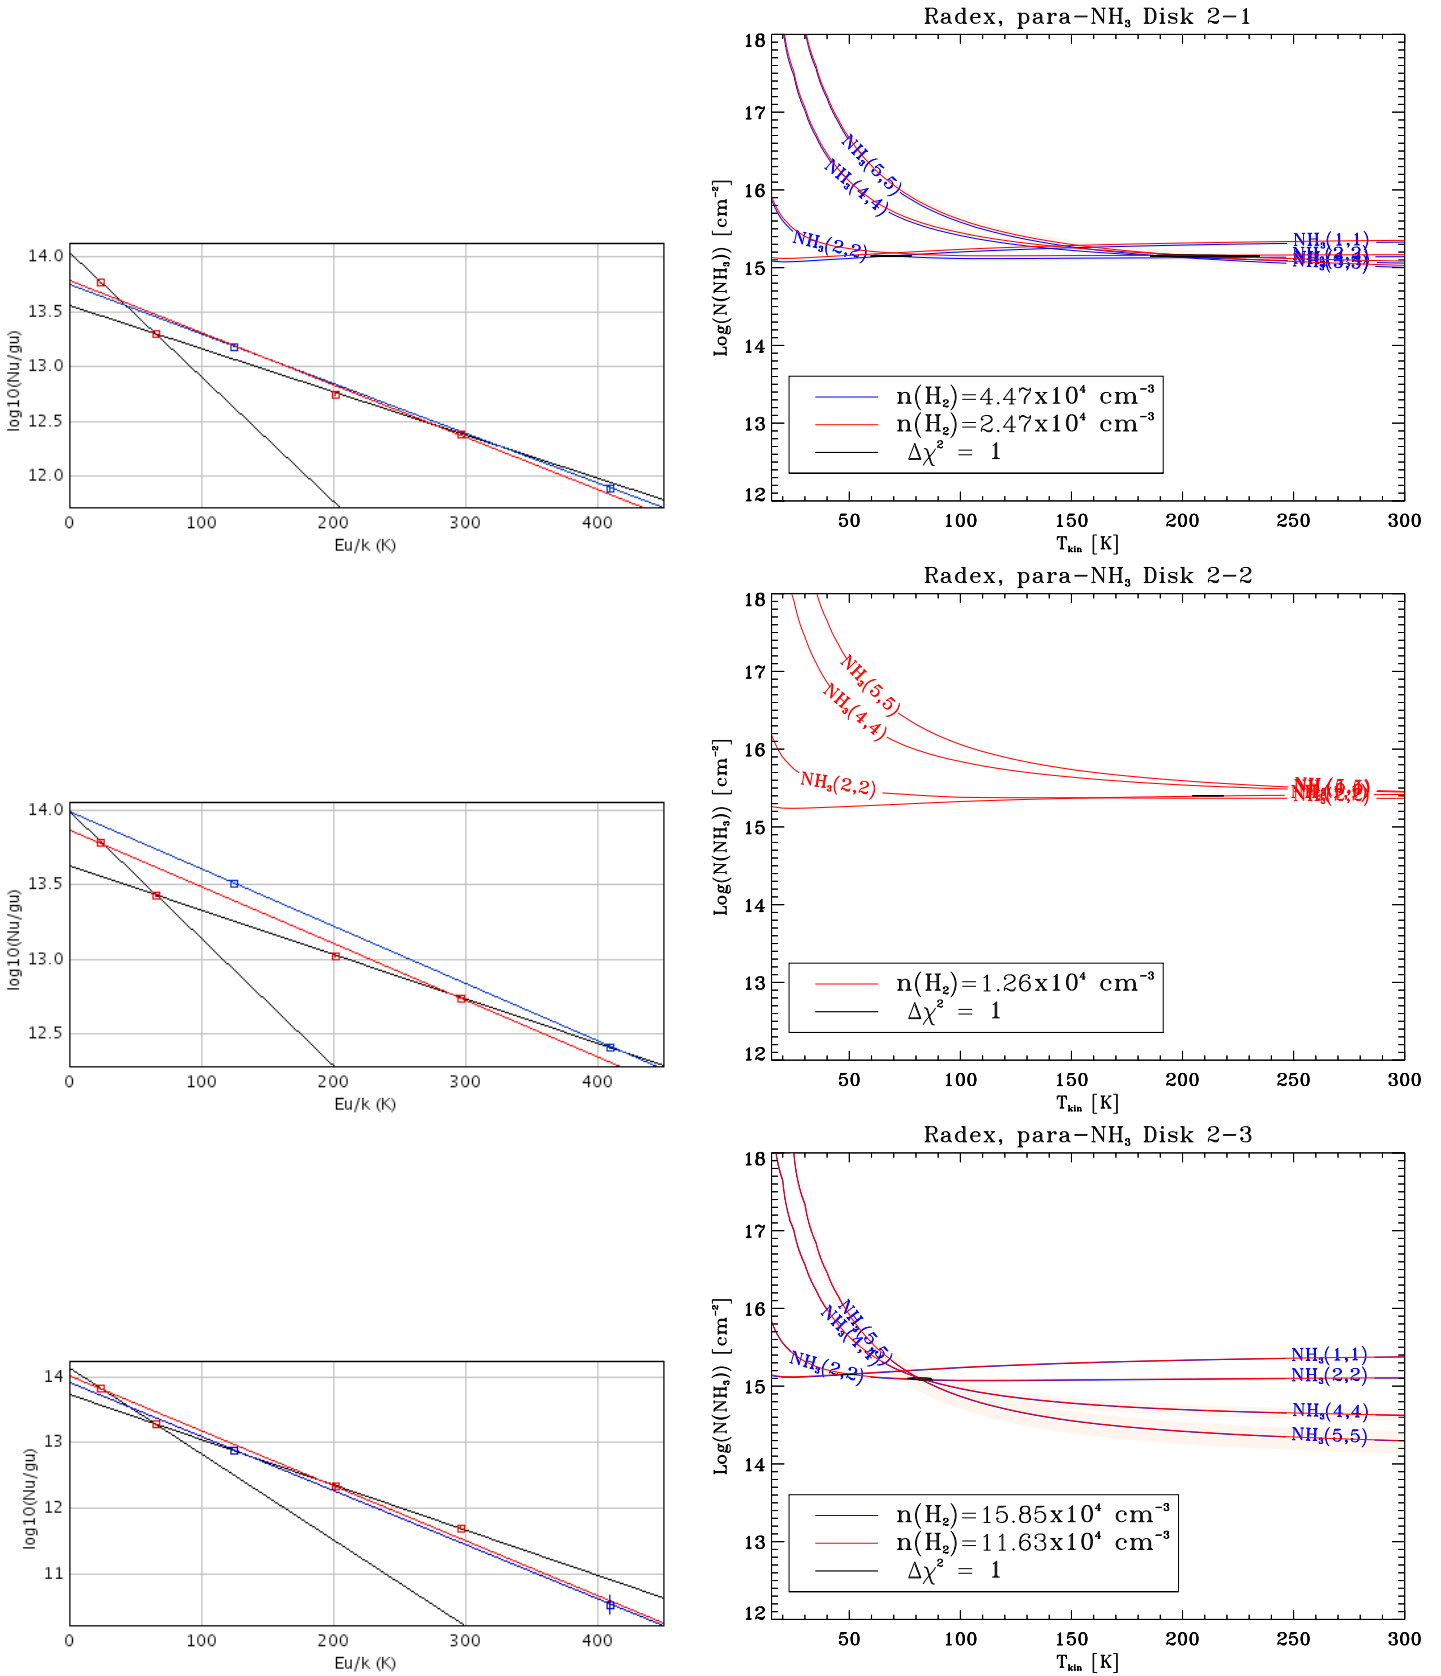 Radex, para-NH₃ Disk 2-1
18
17
16
15
14
13
12
Log(N(NH₃)) [cm⁻²]
NH₃(5,5)
NH₃(4,4)
NH₃(2,2)
NH₃(1,1)
n(H₂)=4.47x10⁴ cm⁻³
n(H₂)=2.47x10⁴ cm⁻³
Δχ² = 1
50 100 150 200 250 300
T_kin [K]
14.0
13.5
13.0
12.5
12.0
log10(Nu/gu)
0 100 200 300 400
Eu/k (K)
Radex, para-NH₃ Disk 2-2
18
17
16
15
14
13
12
Log(N(NH₃)) [cm⁻²]
NH₃(5,5)
NH₃(4,4)
NH₃(2,2)
n(H₂)=1.26x10⁴ cm⁻³
Δχ² = 1
50 100 150 200 250 300
T_kin [K]
14.0
13.5
13.0
12.5
log10(Nu/gu)
0 100 200 300 400
Eu/k (K)
Radex, para-NH₃ Disk 2-3
18
17
16
15
14
13
12
Log(N(NH₃)) [cm⁻²]
NH₃(5,5)
NH₃(4,4)
NH₃(2,2)
NH₃(1,1)
NH₃(2,2)
NH₃(4,4)
NH₃(5,5)
n(H₂)=15.85x10⁴ cm⁻³
n(H₂)=11.63x10⁴ cm⁻³
Δχ² = 1
50 100 150 200 250 300
T_kin [K]
14
13
12
11
log10(Nu/gu)
0 100 200 300 400
Eu/k (K)